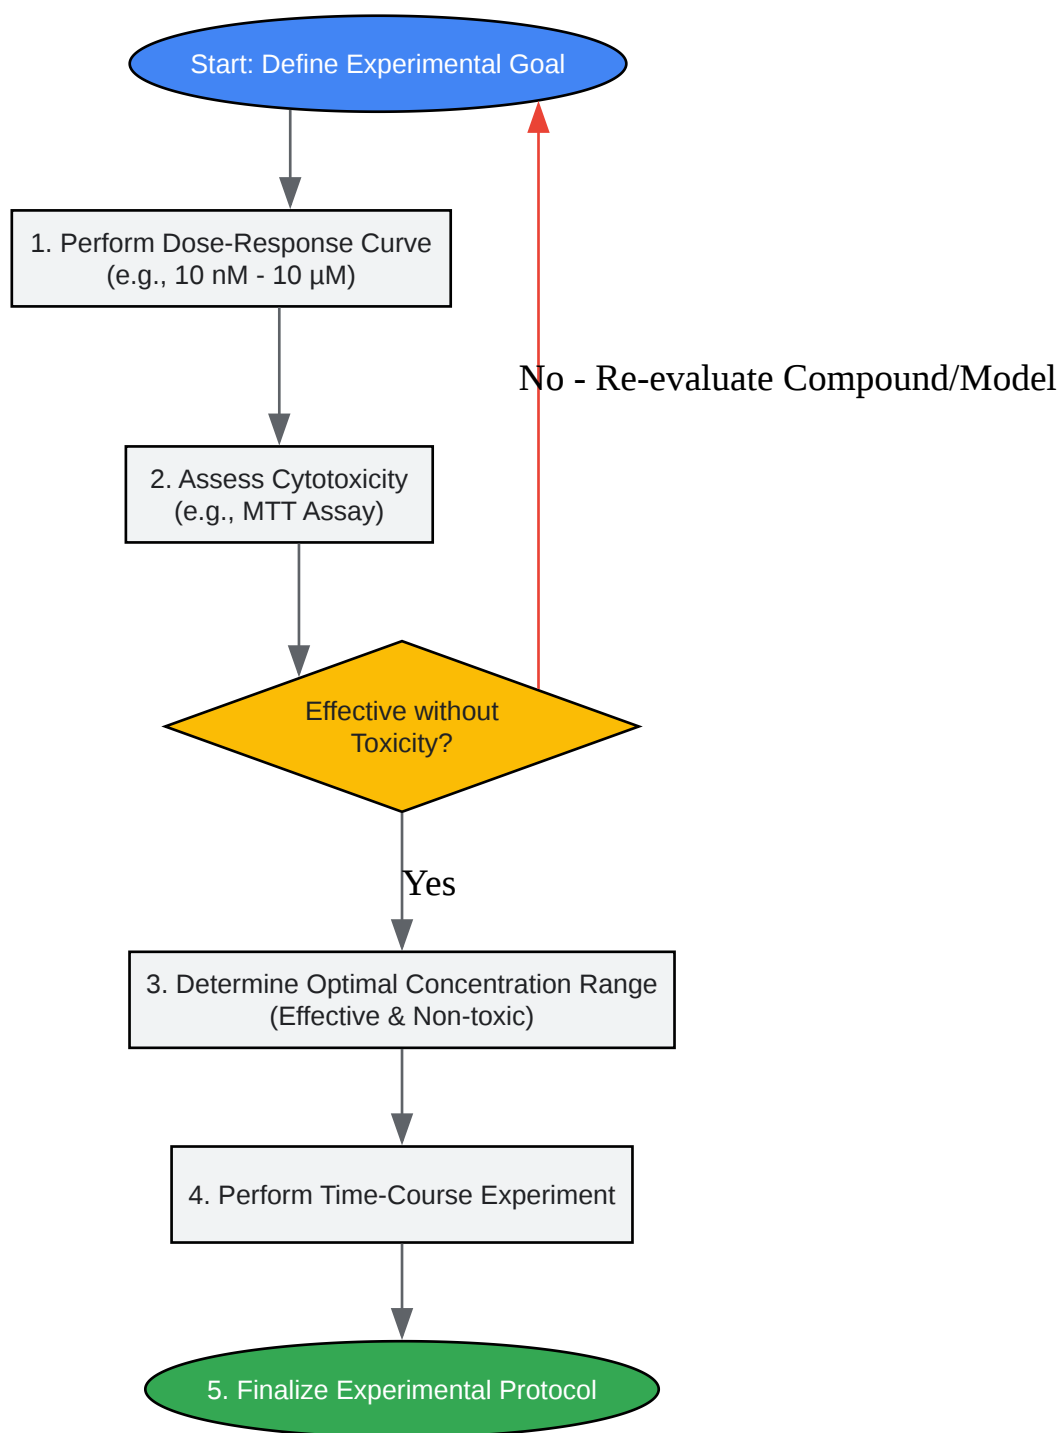 Start: Define Experimental Goal
1. Perform Dose-Response Curve
(e.g., 10 nM - 10 µM)
No - Re-evaluate Compound/Model
2. Assess Cytotoxicity
(e.g., MTT Assay)
Effective without
Toxicity?
Yes
3. Determine Optimal Concentration Range
(Effective & Non-toxic)
4. Perform Time-Course Experiment
5. Finalize Experimental Protocol